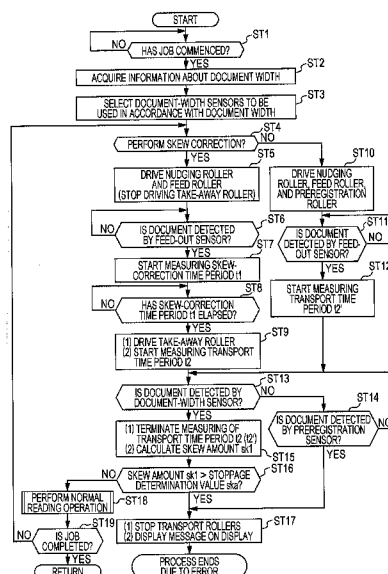 START
ST1
HAS JOB COMMENCED?
NO
YES
ST2
ACQUIRE INFORMATION ABOUT DOCUMENT WIDTH
ST3
SELECT DOCUMENT-WIDTH SENSORS TO BE
USED IN ACCORDANCE WITH DOCUMENT WIDTH
ST4
PERFORM SKEW CORRECTION?
NO
YES
ST5
DRIVE NUDGING ROLLER
AND FEED ROLLER
(STOP DRIVING TAKE-AWAY ROLLER)
ST10
DRIVE NUDGING
ROLLER, FEED ROLLER,
AND PREREGISTRATION
ROLLER
ST6
IS DOCUMENT DETECTED
BY FEED-OUT SENSOR?
NO
YES
ST11
IS DOCUMENT
DETECTED BY FEED-
OUT SENSOR?
NO
YES
ST7
START MEASURING SKEW-
CORRECTION TIME PERIOD t1
ST12
START MEASURING
TRANSPORT TIME
PERIOD t2'
ST8
HAS SKEW-CORRECTION
TIME PERIOD t1 ELAPSED?
NO
YES
ST9
(1) DRIVE TAKE-AWAY ROLLER
(2) START MEASURING TRANSPORT
TIME PERIOD t2
ST13
IS DOCUMENT DETECTED BY
DOCUMENT-WIDTH SENSOR?
NO
YES
ST14
IS DOCUMENT DETECTED
BY PREREGISTRATION
SENSOR?
NO
YES
(1) TERMINATE MEASURING OF
TRANSPORT TIME PERIOD t2 (t2')
(2) CALCULATE SKEW AMOUNT sk1
ST15
ST16
SKEW AMOUNT sk1 > STOPPAGE
DETERMINATION VALUE ska?
NO
YES
PERFORM NORMAL
READING OPERATION
ST18
ST17
(1) STOP TRANSPORT ROLLERS
(2) DISPLAY MESSAGE ON DISPLAY
ST19
IS JOB
COMPLETED?
NO
YES
RETURN
PROCESS ENDS
DUE TO ERROR